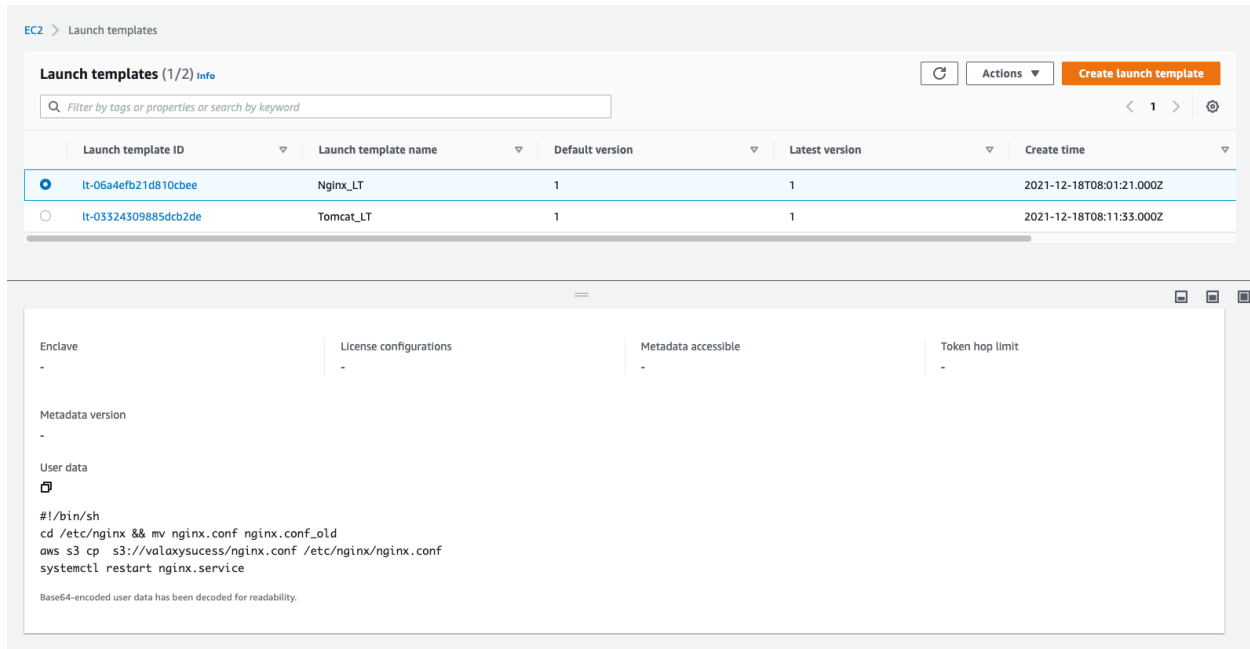 EC2 > Launch templates
Launch templates (1/2) Info
Actions ▼ Create launch template
Filter by tags or properties or search by keyword
< 1 >
Launch template ID Launch template name Default version Latest version Create time
lt-06a4efb21d810cbee Nginx_LT 1 1 2021-12-18T08:01:21.000Z
lt-03324309885dcb2de Tomcat_LT 1 1 2021-12-18T08:11:33.000Z
Enclave License configurations Metadata accessible Token hop limit
- - - -
Metadata version
-
User data
#!/bin/sh
cd /etc/nginx && mv nginx.conf nginx.conf_old
aws s3 cp  s3://valaxysucess/nginx.conf /etc/nginx/nginx.conf
systemctl restart nginx.service
Base64-encoded user data has been decoded for readability.